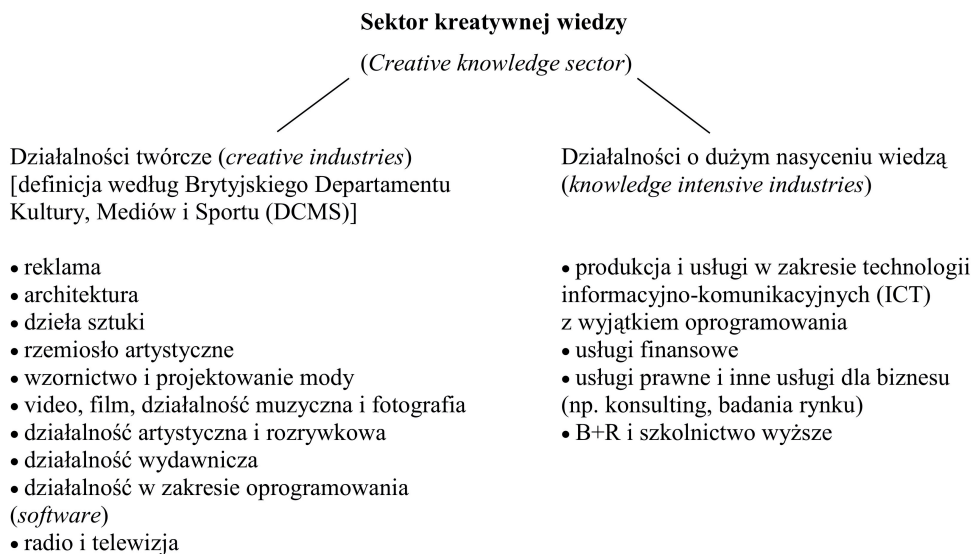 Sektor kreatywnej wiedzy
(Creative knowledge sector)
Działalności twórcze (creative industries)
[definicja według Brytyjskiego Departamentu
Kultury, Mediów i Sportu (DCMS)]
• reklama
• architektura
• dzieła sztuki
• rzemiosło artystyczne
• wzornictwo i projektowanie mody
• video, film, działalność muzyczna i fotografia
• działalność artystyczna i rozrywkowa
• działalność wydawnicza
• działalność w zakresie oprogramowania
(software)
• radio i telewizja
Działalności o dużym nasyceniu wiedzą
(knowledge intensive industries)
• produkcja i usługi w zakresie technologii
informacyjno-komunikacyjnych (ICT)
z wyjątkiem oprogramowania
• usługi finansowe
• usługi prawne i inne usługi dla biznesu
(np. konsulting, badania rynku)
• B+R i szkolnictwo wyższe